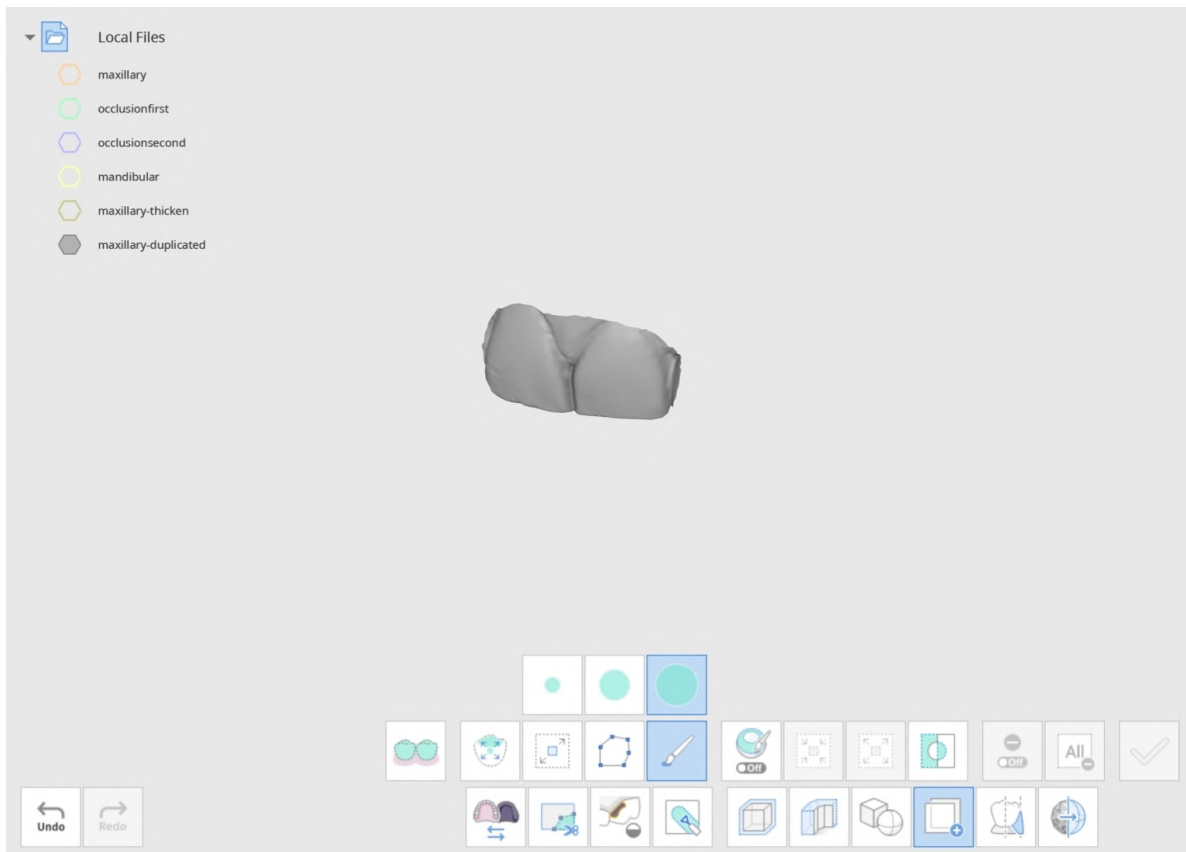 Local Files
maxillary
occlusionfirst
occlusionsecond
mandibular
maxillary-thicken
maxillary-duplicated
Off
Off
All
Undo
Redo